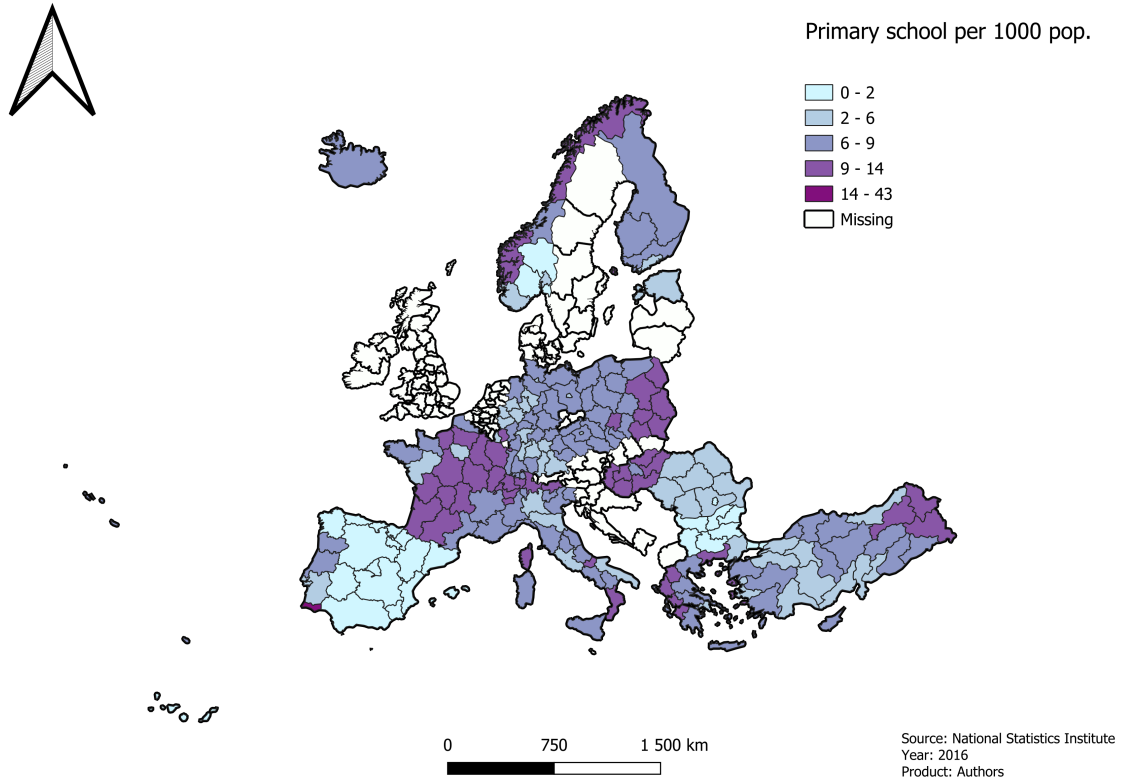 Primary school per 1000 pop.
0 - 2
2 - 6
6 - 9
9 - 14
14 - 43
Missing
0 750 1 500 km
Source: National Statistics Institute
Year: 2016
Product: Authors